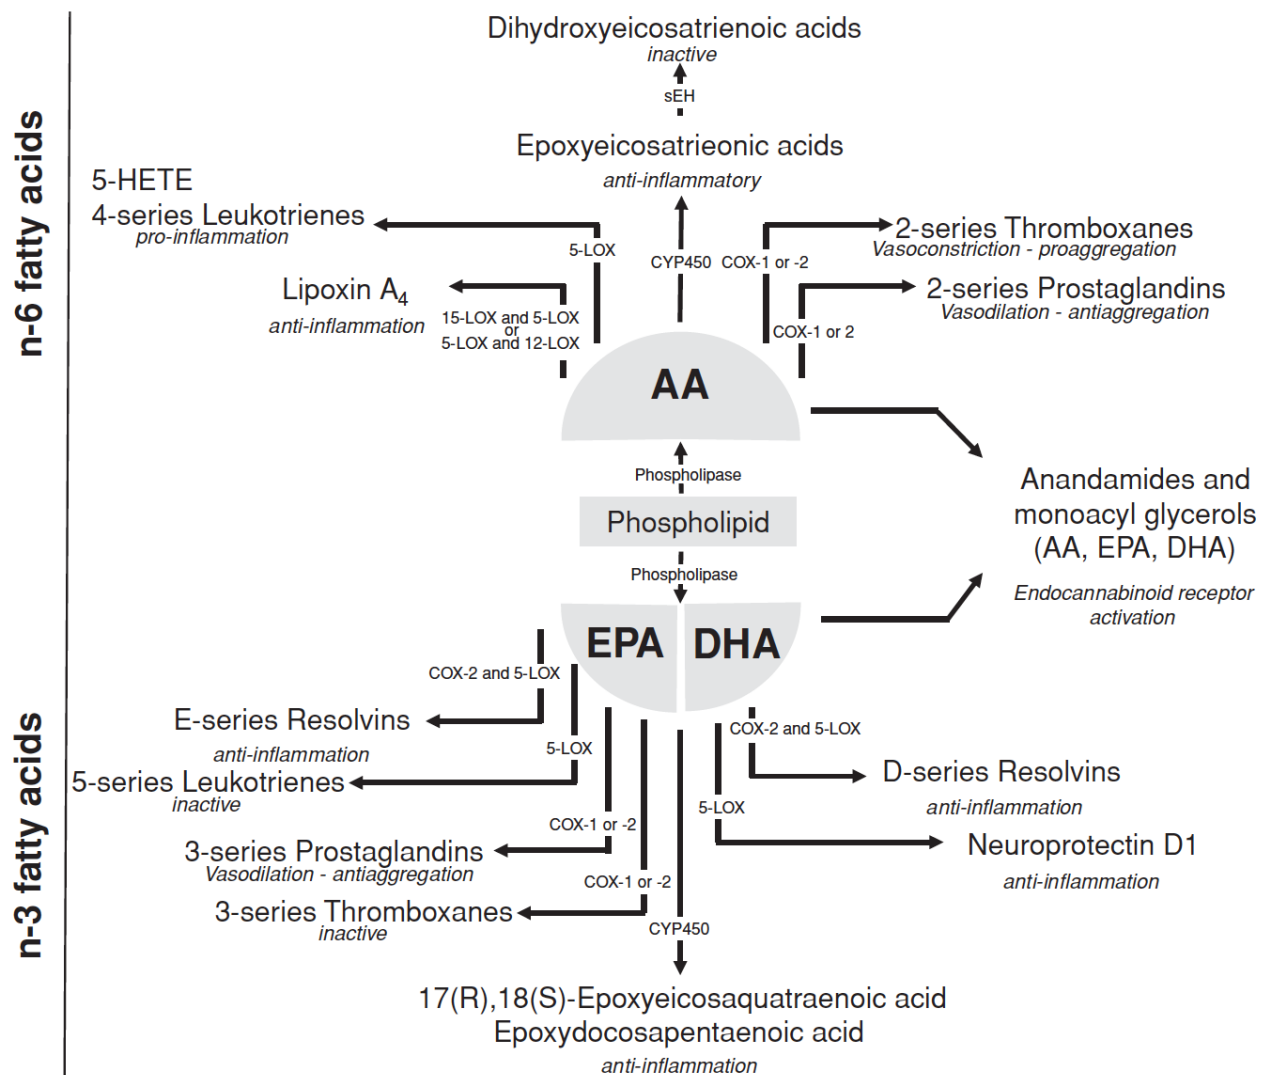 Dihydroxyeicosatrienoic acids
inactive
sEH
Epoxyeicosatrieonic acids
anti-inflammatory
n-6 fatty acids
5-HETE
4-series Leukotrienes
pro-inflammation
5-LOX
CYP450
COX-1 or -2
2-series Thromboxanes
Vasoconstriction - proaggregation
Lipoxin A4
anti-inflammation
15-LOX and 5-LOX
or
5-LOX and 12-LOX
2-series Prostaglandins
Vasodilation - antiaggregation
COX-1 or 2
AA
Phospholipase
Phospholipid
Phospholipase
Anandamides and
monoacyl glycerols
(AA, EPA, DHA)
Endocannabinoid receptor
activation
EPA
DHA
n-3 fatty acids
COX-2 and 5-LOX
E-series Resolvins
anti-inflammation
5-LOX
5-series Leukotrienes
inactive
COX-1 or -2
3-series Prostaglandins
Vasodilation - antiaggregation
COX-1 or -2
3-series Thromboxanes
inactive
CYP450
COX-2 and 5-LOX
D-series Resolvins
anti-inflammation
5-LOX
Neuroprotectin D1
anti-inflammation
17(R),18(S)-Epoxyeicosaquatraenoic acid
Epoxydocosapentaenoic acid
anti-inflammation